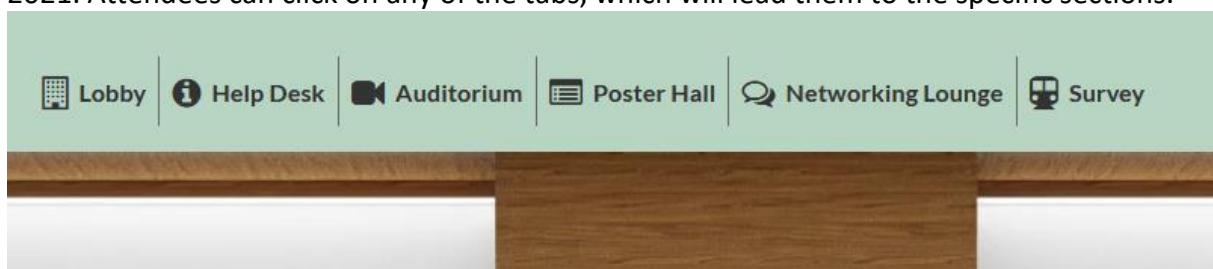 2021. Attendees can click on any of the tabs, which will lead them to the specific sections.
Lobby Help Desk Auditorium Poster Hall Networking Lounge Survey